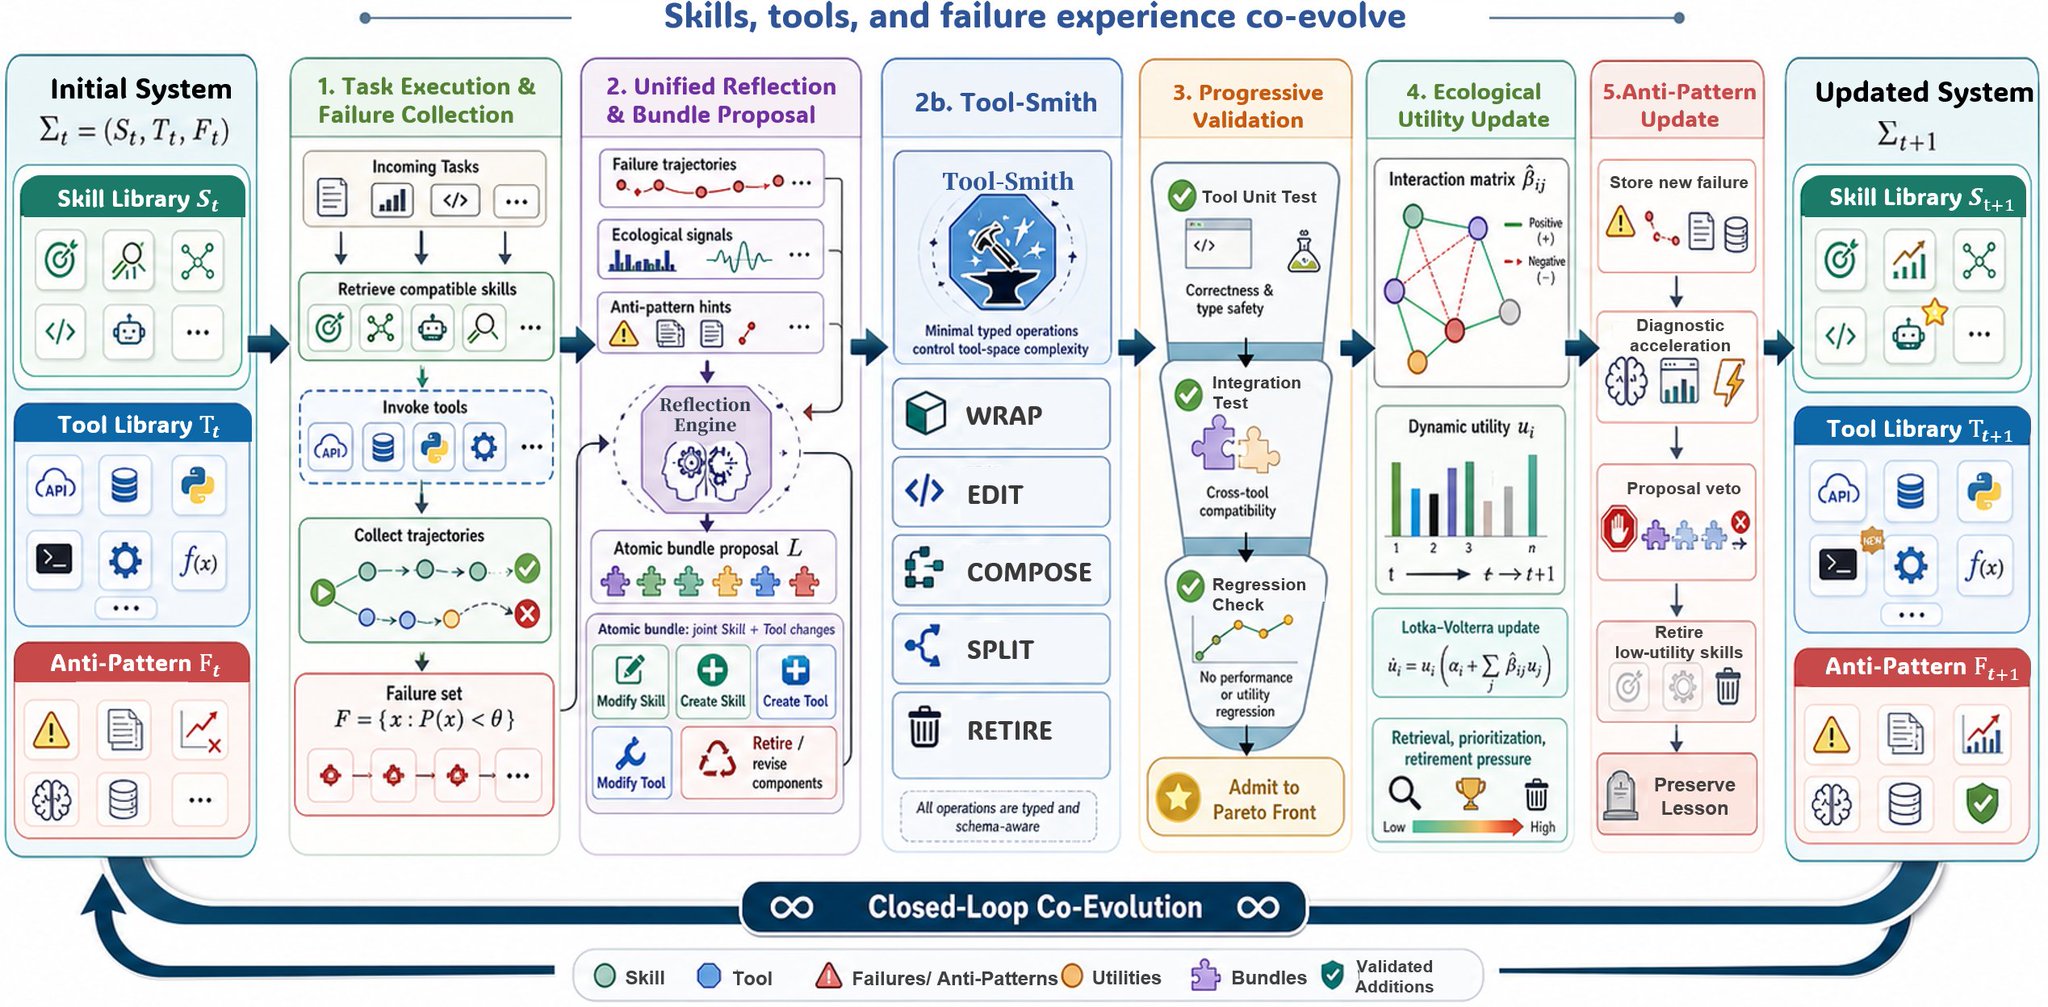 Skills, tools, and failure experience co-evolve
Initial System
Σt = (St, Tt, Ft)
Skill Library St
</>
...
Tool Library Tt
API
>_
f(x)
...
Anti-Pattern Ft
...
1. Task Execution &
Failure Collection
Incoming Tasks
</>
...
Retrieve compatible skills
...
Invoke tools
API
...
Collect trajectories
Failure set
F = {x : P(x) < θ}
...
2. Unified Reflection
& Bundle Proposal
Failure trajectories
...
Ecological signals
...
Anti-pattern hints
...
Reflection
Engine
Atomic bundle proposal L
Atomic bundle: joint Skill + Tool changes
Modify Skill
Create Skill
Create Tool
Modify Tool
Retire /
revise
components
2b. Tool-Smith
Tool-Smith
Minimal typed operations
control tool-space complexity
WRAP
</> EDIT
COMPOSE
SPLIT
RETIRE
All operations are typed and
schema-aware
3. Progressive
Validation
Tool Unit Test
</>
Correctness &
type safety
Integration
Test
Cross-tool
compatibility
Regression
Check
No performance
or utility
regression
Admit to
Pareto Front
4. Ecological
Utility Update
Interaction matrix β̂ij
Positive
(+)
Negative
(−)
Dynamic utility ui
1 2 3 n
t → t → t+1
Lotka–Volterra update
u̇i = ui (αi + Σj β̂ijuj)
Retrieval, prioritization,
retirement pressure
Low High
5.Anti-Pattern
Update
Store new failure
Diagnostic
acceleration
Proposal veto
Retire
low-utility skills
Preserve
Lesson
Updated System
Σt+1
Skill Library St+1
</>
...
Tool Library Tt+1
API
NEW
>_
f(x)
...
Anti-Pattern Ft+1
∞ Closed-Loop Co-Evolution ∞
Skill
Tool
Failures/ Anti-Patterns
Utilities
Bundles
Validated
Additions